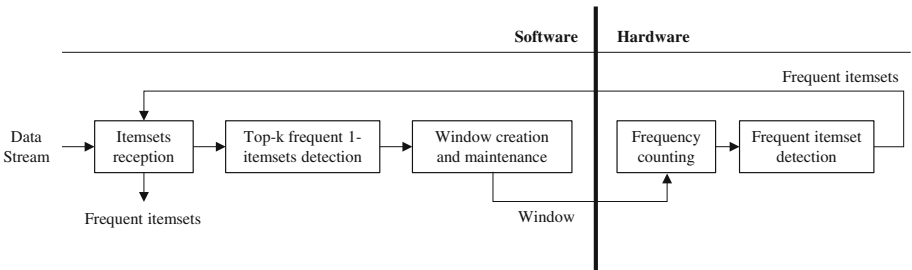 Software
Hardware
Frequent itemsets
Data
Stream
Itemsets
reception
Top-k frequent 1-
itemsets detection
Window creation
and maintenance
Frequency
counting
Frequent itemset
detection
Frequent itemsets
Window